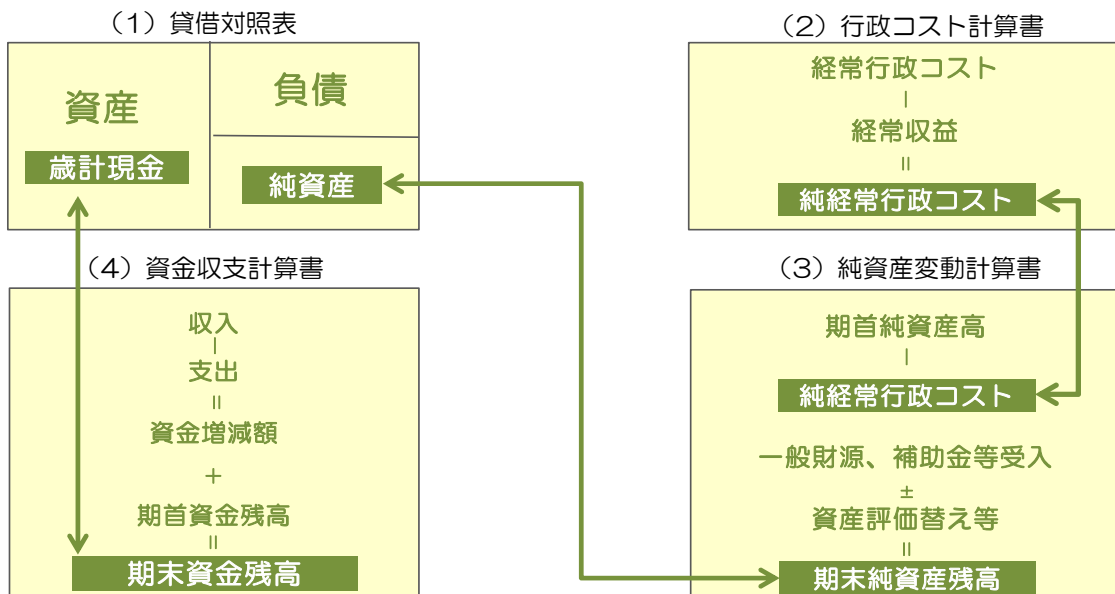 （1）貸借対照表
資産
歳計現金
負債
純資産
（2）行政コスト計算書
経常行政コスト
－
経常収益
＝
純経常行政コスト
（4）資金収支計算書
収入
－
支出
＝
資金増減額
＋
期首資金残高
＝
期末資金残高
（3）純資産変動計算書
期首純資産高
－
純経常行政コスト
一般財源、補助金等受入
±
資産評価替え等
＝
期末純資産残高